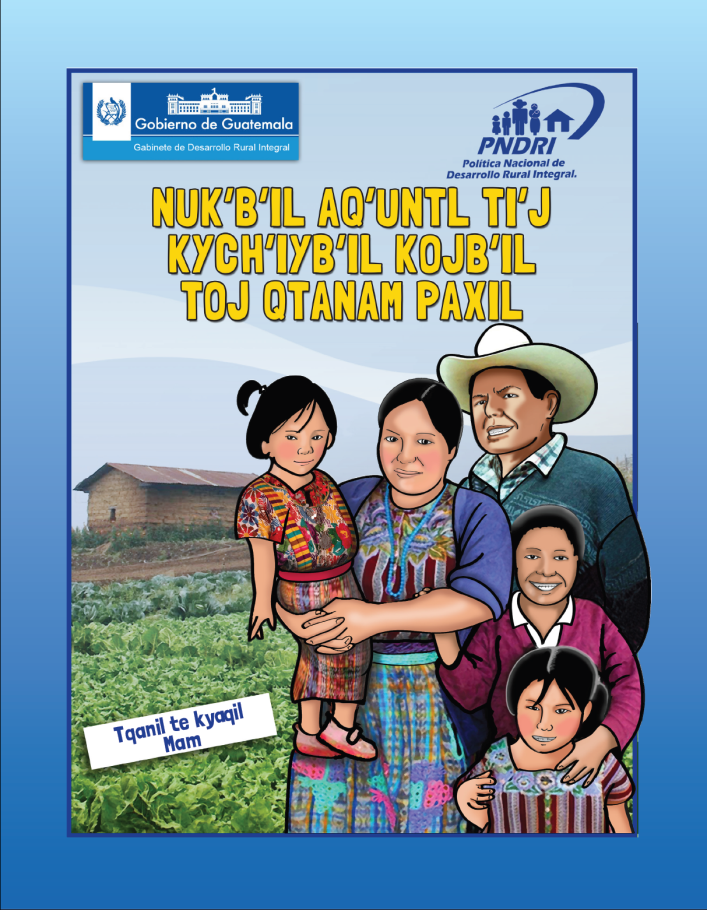 Gobierno de Guatemala
Gabinete de Desarrollo Rural Integral
PNDRI
Política Nacional de
Desarrollo Rural Integral.
NUK'B'IL AQ'UNTL TI'J
KYCH'IYB'IL KOJB'IL
TOJ QTANAM PAXIL
Tqanil te kyaqil
Mam